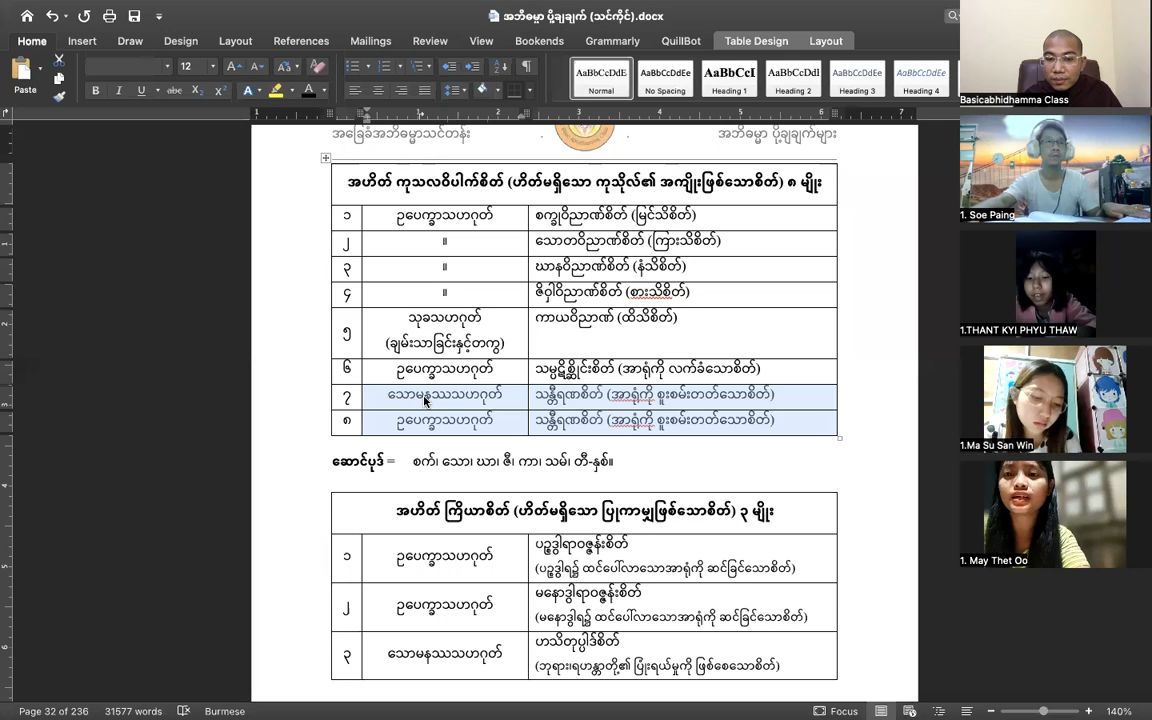 အဘိဓမ္မာ ပို့ချချက် (သင်ကိုင်).docx
Home Insert Draw Design Layout References Mailings Review View Bookends Grammarly QuillBot Table Design Layout
Paste
12
AaBbCcDdE AaBbCcDdEe AaBbCcI AaBbCcDdI AaBbCcDdEe AaBbCcDdEe
Normal No Spacing Heading 1 Heading 2 Heading 3 Heading 4
Basicabhidhamma Class
1 1 2 3 4 5 6 7
အခြေခံအဘိဓမ္မာသင်တန်း အဘိဓမ္မာ ပို့ချချက်များ
အဟိတ် ကုသလဝိပါက်စိတ် (ဟိတ်မရှိသော ကုသိုလ်၏ အကျိုးဖြစ်သောစိတ်) ၈ မျိုး
၁ ဥပေက္ခာသဟဂုတ် စက္ခုဝိညာဏ်စိတ် (မြင်သိစိတ်)
၂ ။ သောတဝိညာဏ်စိတ် (ကြားသိစိတ်)
၃ ။ ဃာနဝိညာဏ်စိတ် (နံသိစိတ်)
၄ ။ ဇိဝှါဝိညာဏ်စိတ် (စားသိစိတ်)
၅ သုခသဟဂုတ် ကာယဝိညာဏ် (ထိသိစိတ်)
(ချမ်းသာခြင်းနှင့်တကွ)
၆ ဥပေက္ခာသဟဂုတ် သမ္ပဋိစ္ဆိုင်းစိတ် (အာရုံကို လက်ခံသောစိတ်)
၇ သောမနဿသဟဂုတ် သန္တီရဏစိတ် (အာရုံကို စူးစမ်းတတ်သောစိတ်)
၈ ဥပေက္ခာသဟဂုတ် သန္တီရဏစိတ် (အာရုံကို စူးစမ်းတတ်သောစိတ်)
ဆောင်ပုဒ် = စက်၊ သော၊ ဃာ၊ ဇီ၊ ကာ၊ သမ်၊ တီ-နှစ်။
အဟိတ် ကြိယာစိတ် (ဟိတ်မရှိသော ပြုကာမျှဖြစ်သောစိတ်) ၃ မျိုး
၁ ဥပေက္ခာသဟဂုတ် ပဉ္စဒွါရာဝဇ္ဇန်းစိတ်
(ပဉ္စဒွါရ၌ ထင်ပေါ်လာသောအာရုံကို ဆင်ခြင်သောစိတ်)
၂ ဥပေက္ခာသဟဂုတ် မနောဒွါရာဝဇ္ဇန်းစိတ်
(မနောဒွါရ၌ ထင်ပေါ်လာသောအာရုံကို ဆင်ခြင်သောစိတ်)
၃ သောမနဿသဟဂုတ် ဟသိတုပ္ပါဒ်စိတ်
(ဘုရား၊ရဟန္တာတို့၏ ပြုံးရယ်မှုကို ဖြစ်စေသောစိတ်)
1. Soe Paing
1.THANT KYI PHYU THAW
1.Ma Su San Win
1. May Thet Oo
Page 32 of 236 31577 words Burmese Focus 140%